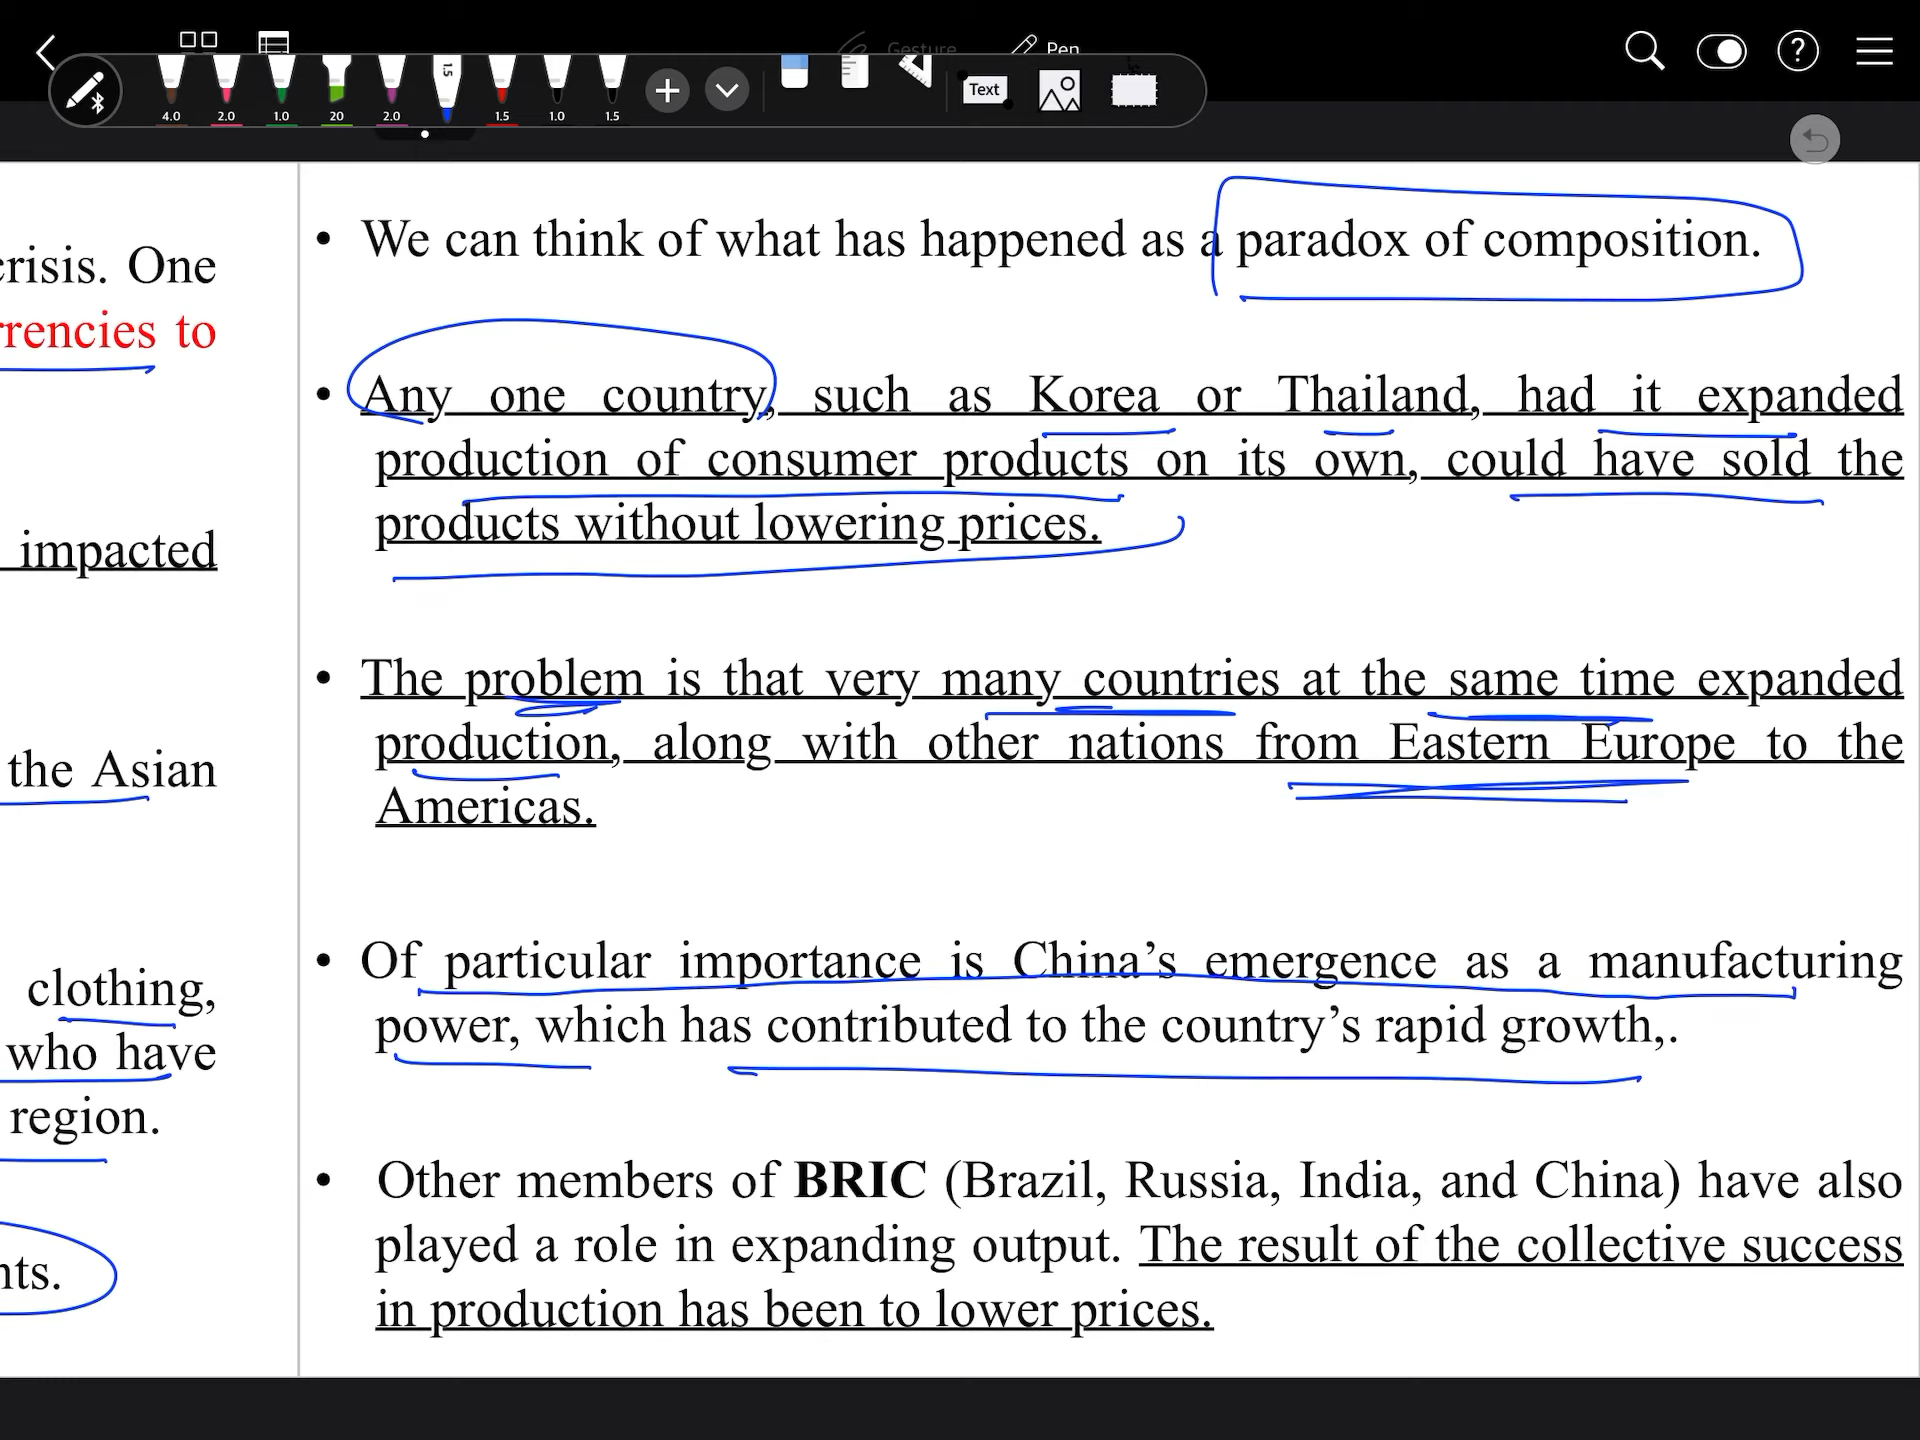 Gesture
Pen
4.0
2.0
1.0
20
2.0
1.5
1.5
1.0
1.5
Text
crisis. One
rrencies to
impacted
the Asian
clothing,
who have
region.
nts.
• We can think of what has happened as a paradox of composition.
• Any one country, such as Korea or Thailand, had it expanded
production of consumer products on its own, could have sold the
products without lowering prices.
• The problem is that very many countries at the same time expanded
production, along with other nations from Eastern Europe to the
Americas.
• Of particular importance is China’s emergence as a manufacturing
power, which has contributed to the country’s rapid growth,.
• Other members of BRIC (Brazil, Russia, India, and China) have also
played a role in expanding output. The result of the collective success
in production has been to lower prices.